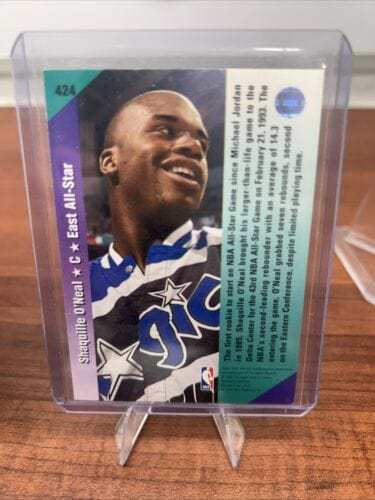 424
Shaquille O'Neal ★ C ★ East All-Star
The first rookie to start an NBA All-Star Game since Michael Jordan
in 1985, Shaquille O'Neal brought his larger-than-life game to the
Delta Center for the 43rd NBA All-Star Game on February 21, 1993. The
NBA's second-leading rebounder with an average of 14.3
entering the game, O'Neal grabbed seven rebounds, second
on the Eastern Conference, despite limited playing time.
gic
NBA